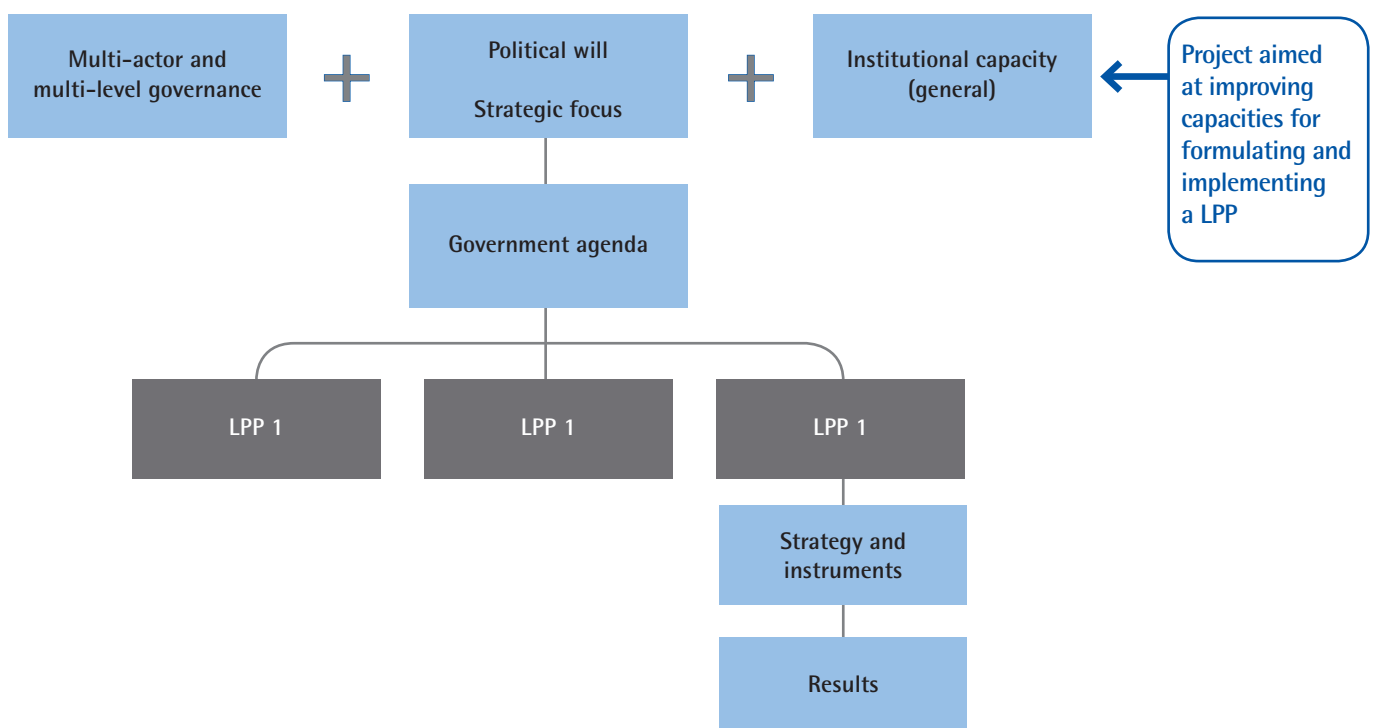 Multi-actor and
multi-level governance
Political will
Strategic focus
Institutional capacity
(general)
Project aimed
at improving
capacities for
formulating and
implementing
a LPP
Government agenda
LPP 1
LPP 1
LPP 1
Strategy and
instruments
Results